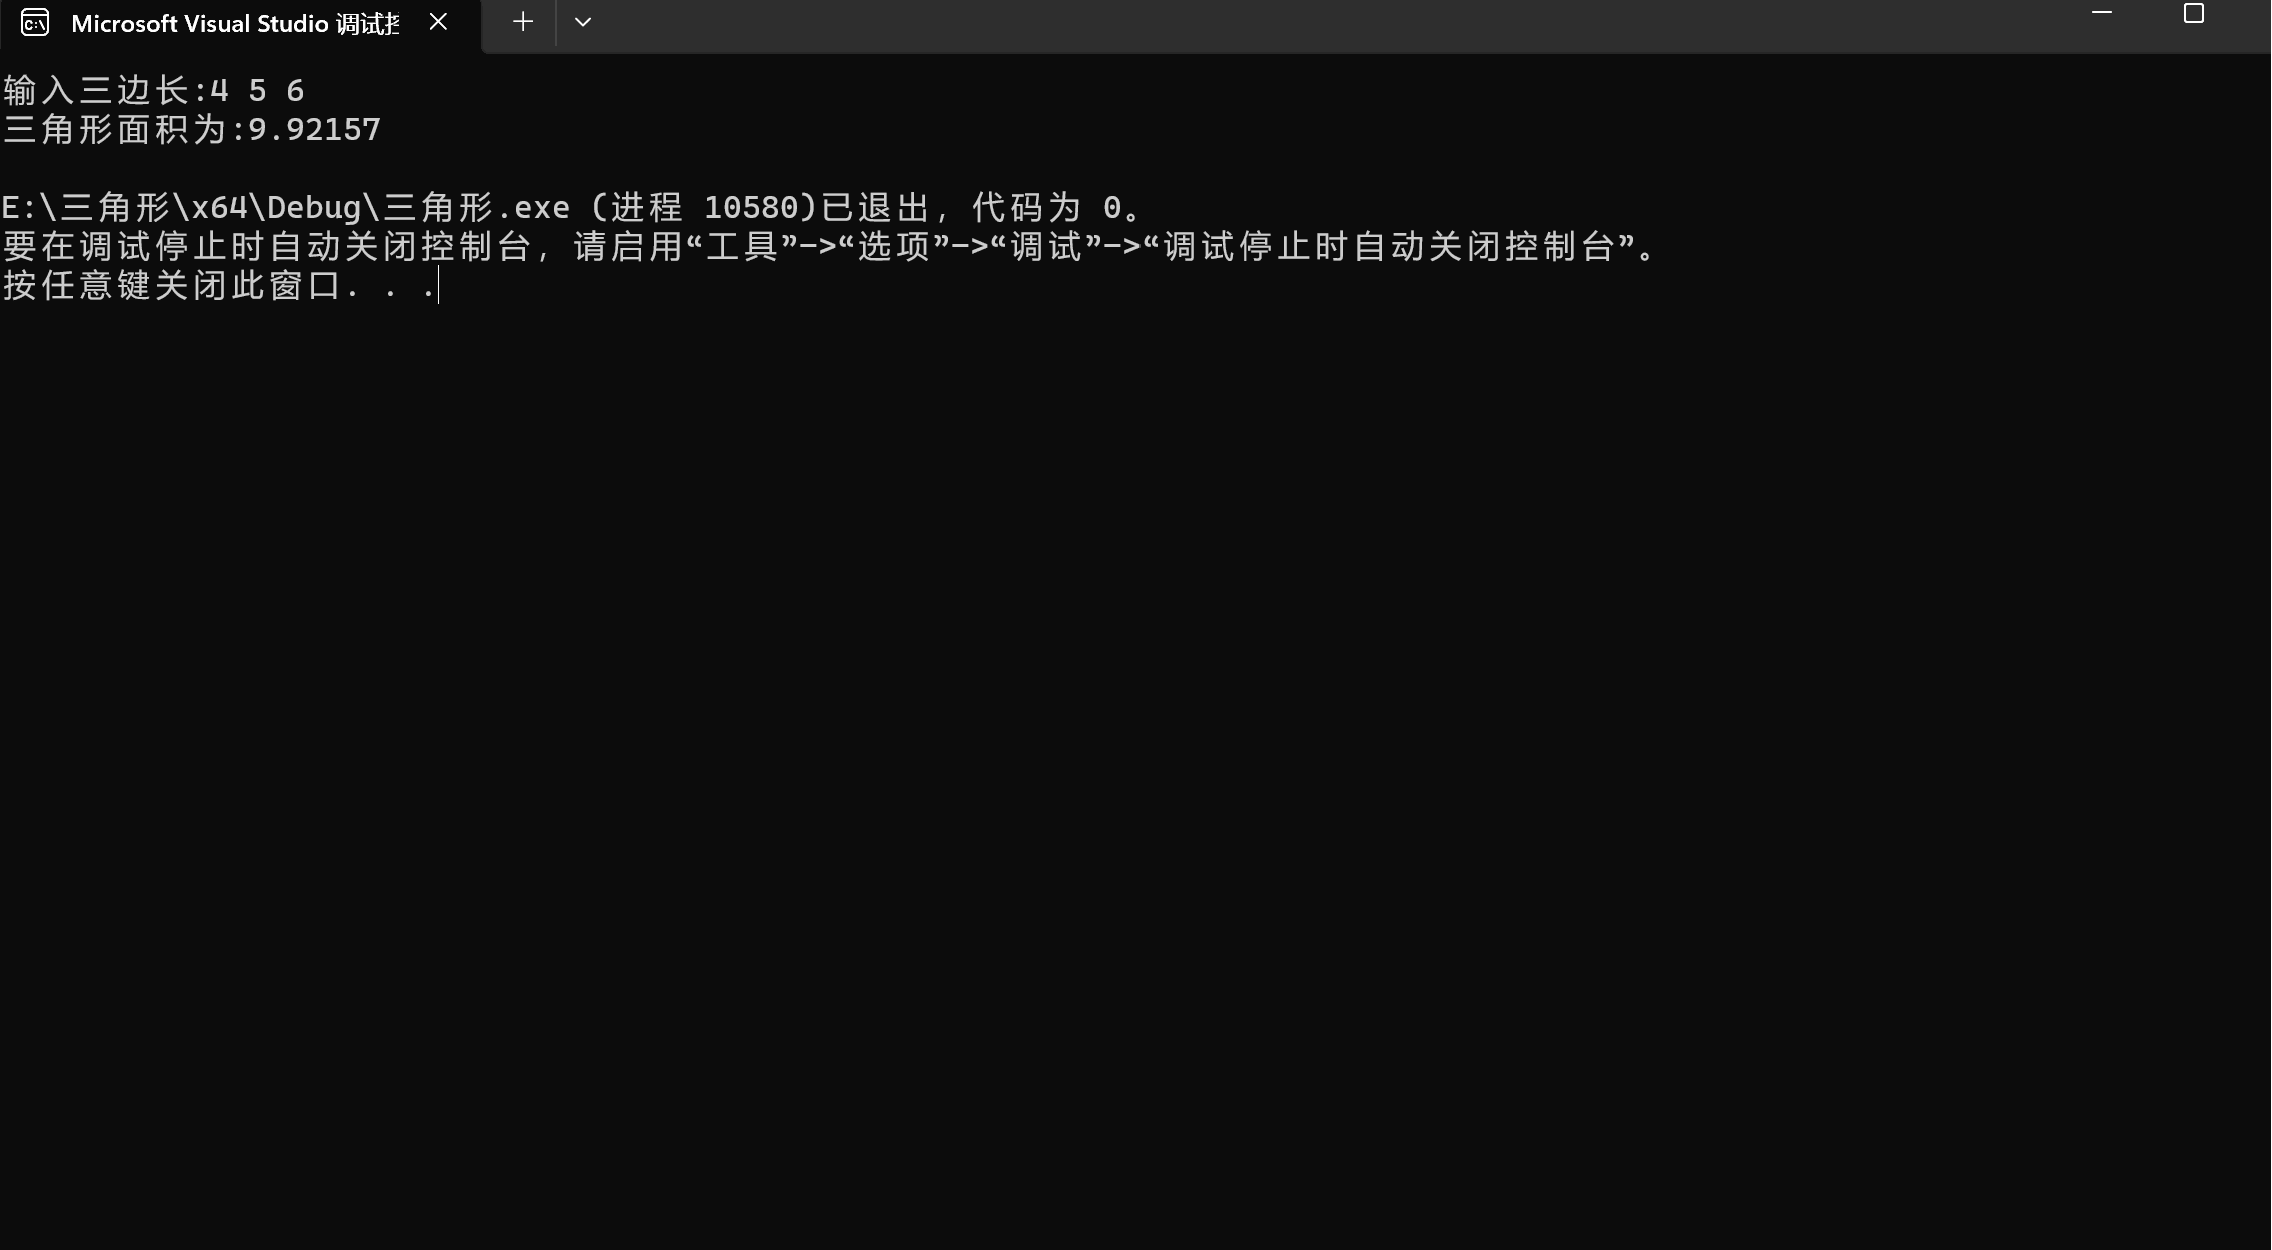 Microsoft Visual Studio 调试
输入三边长:4 5 6
三角形面积为:9.92157
E:\三角形\x64\Debug\三角形.exe (进程 10580)已退出, 代码为 0。
要在调试停止时自动关闭控制台, 请启用“工具”->“选项”->“调试”->“调试停止时自动关闭控制台”。
按任意键关闭此窗口. . .